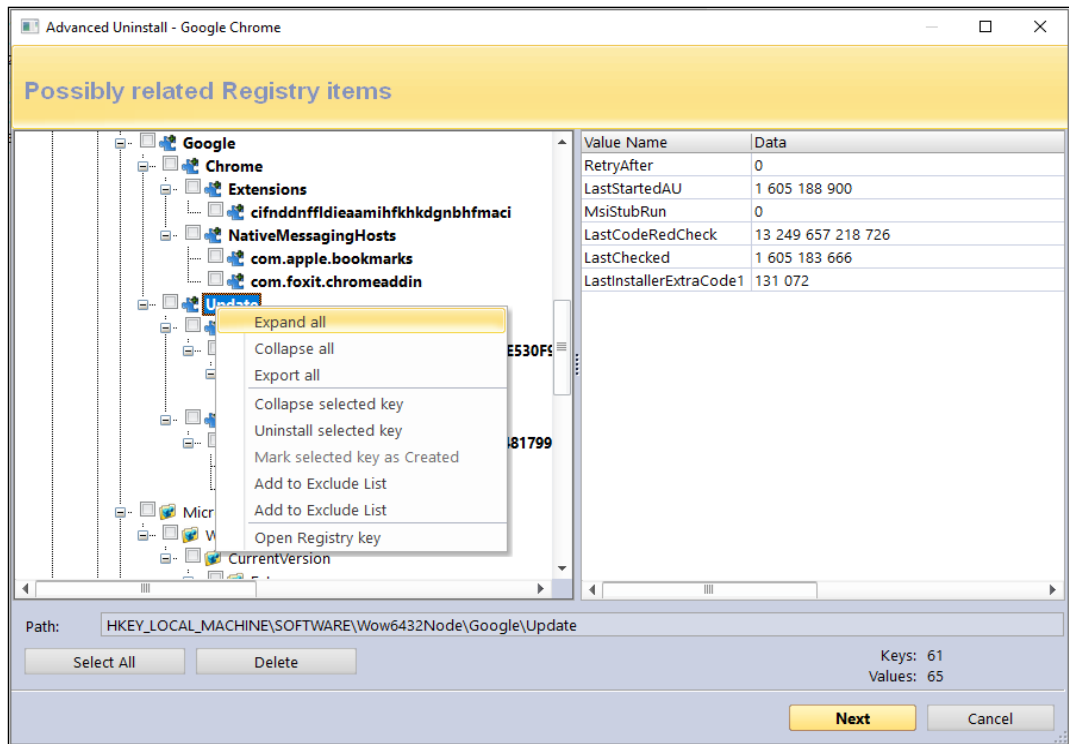 Advanced Uninstall - Google Chrome
Possibly related Registry items
Google
Chrome
Extensions
cifnddnffldieaamihfkhkdgnbhfmaci
NativeMessagingHosts
com.apple.bookmarks
com.foxit.chromeaddin
Update
E530F9
481799
Micr
W
CurrentVersion
Expand all
Collapse all
Export all
Collapse selected key
Uninstall selected key
Mark selected key as Created
Add to Exclude List
Add to Exclude List
Open Registry key
Value Name Data
RetryAfter 0
LastStartedAU 1 605 188 900
MsiStubRun 0
LastCodeRedCheck 13 249 657 218 726
LastChecked 1 605 183 666
LastInstallerExtraCode1 131 072
Path: HKEY_LOCAL_MACHINE\SOFTWARE\Wow6432Node\Google\Update
Select All Delete
Keys: 61
Values: 65
Next Cancel